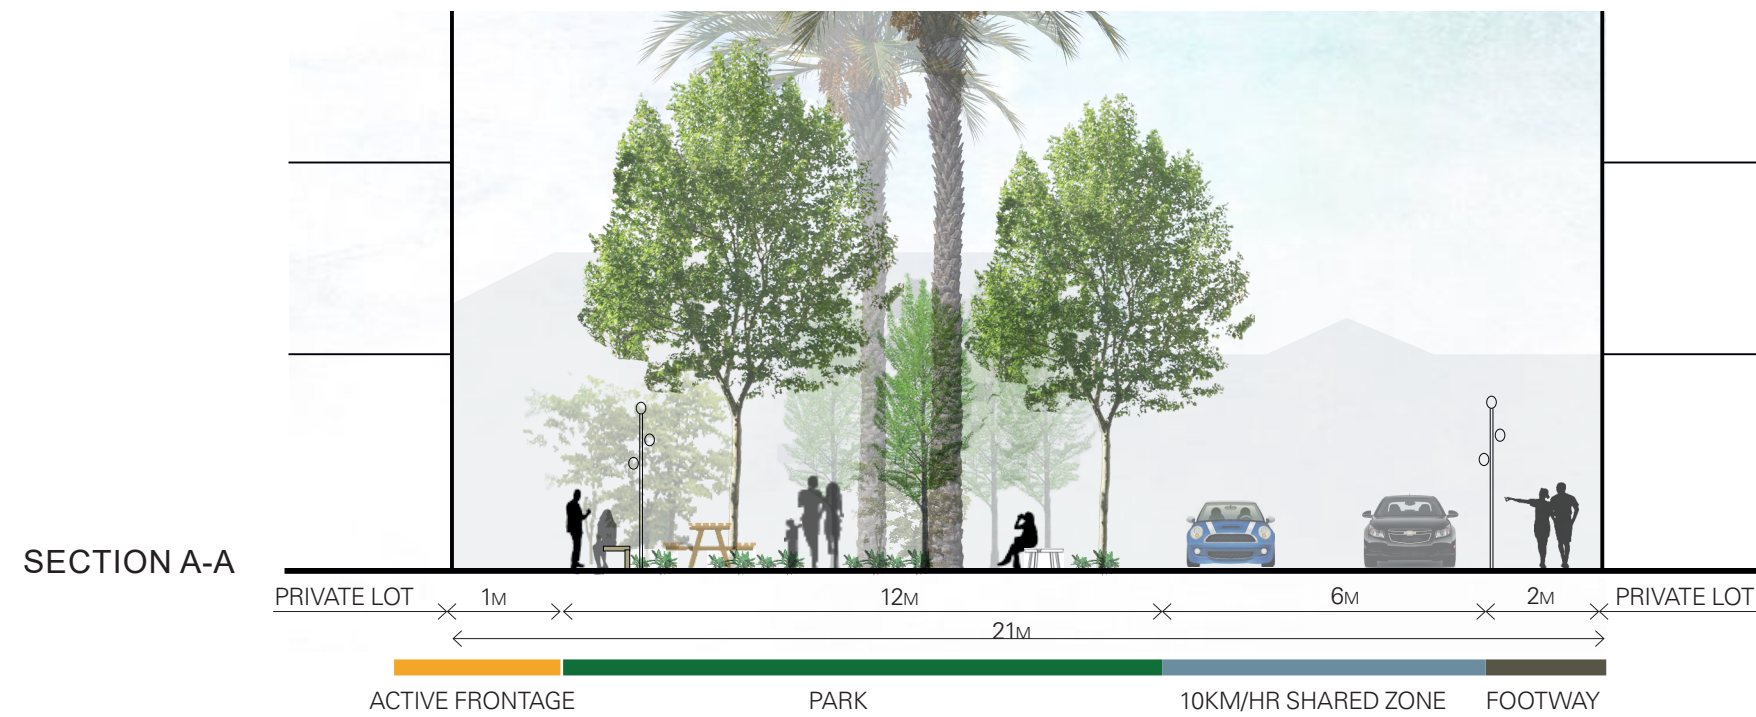 SECTION A-A
PRIVATE LOT 1M 12M 6M 2M PRIVATE LOT
21M
ACTIVE FRONTAGE PARK 10KM/HR SHARED ZONE FOOTWAY